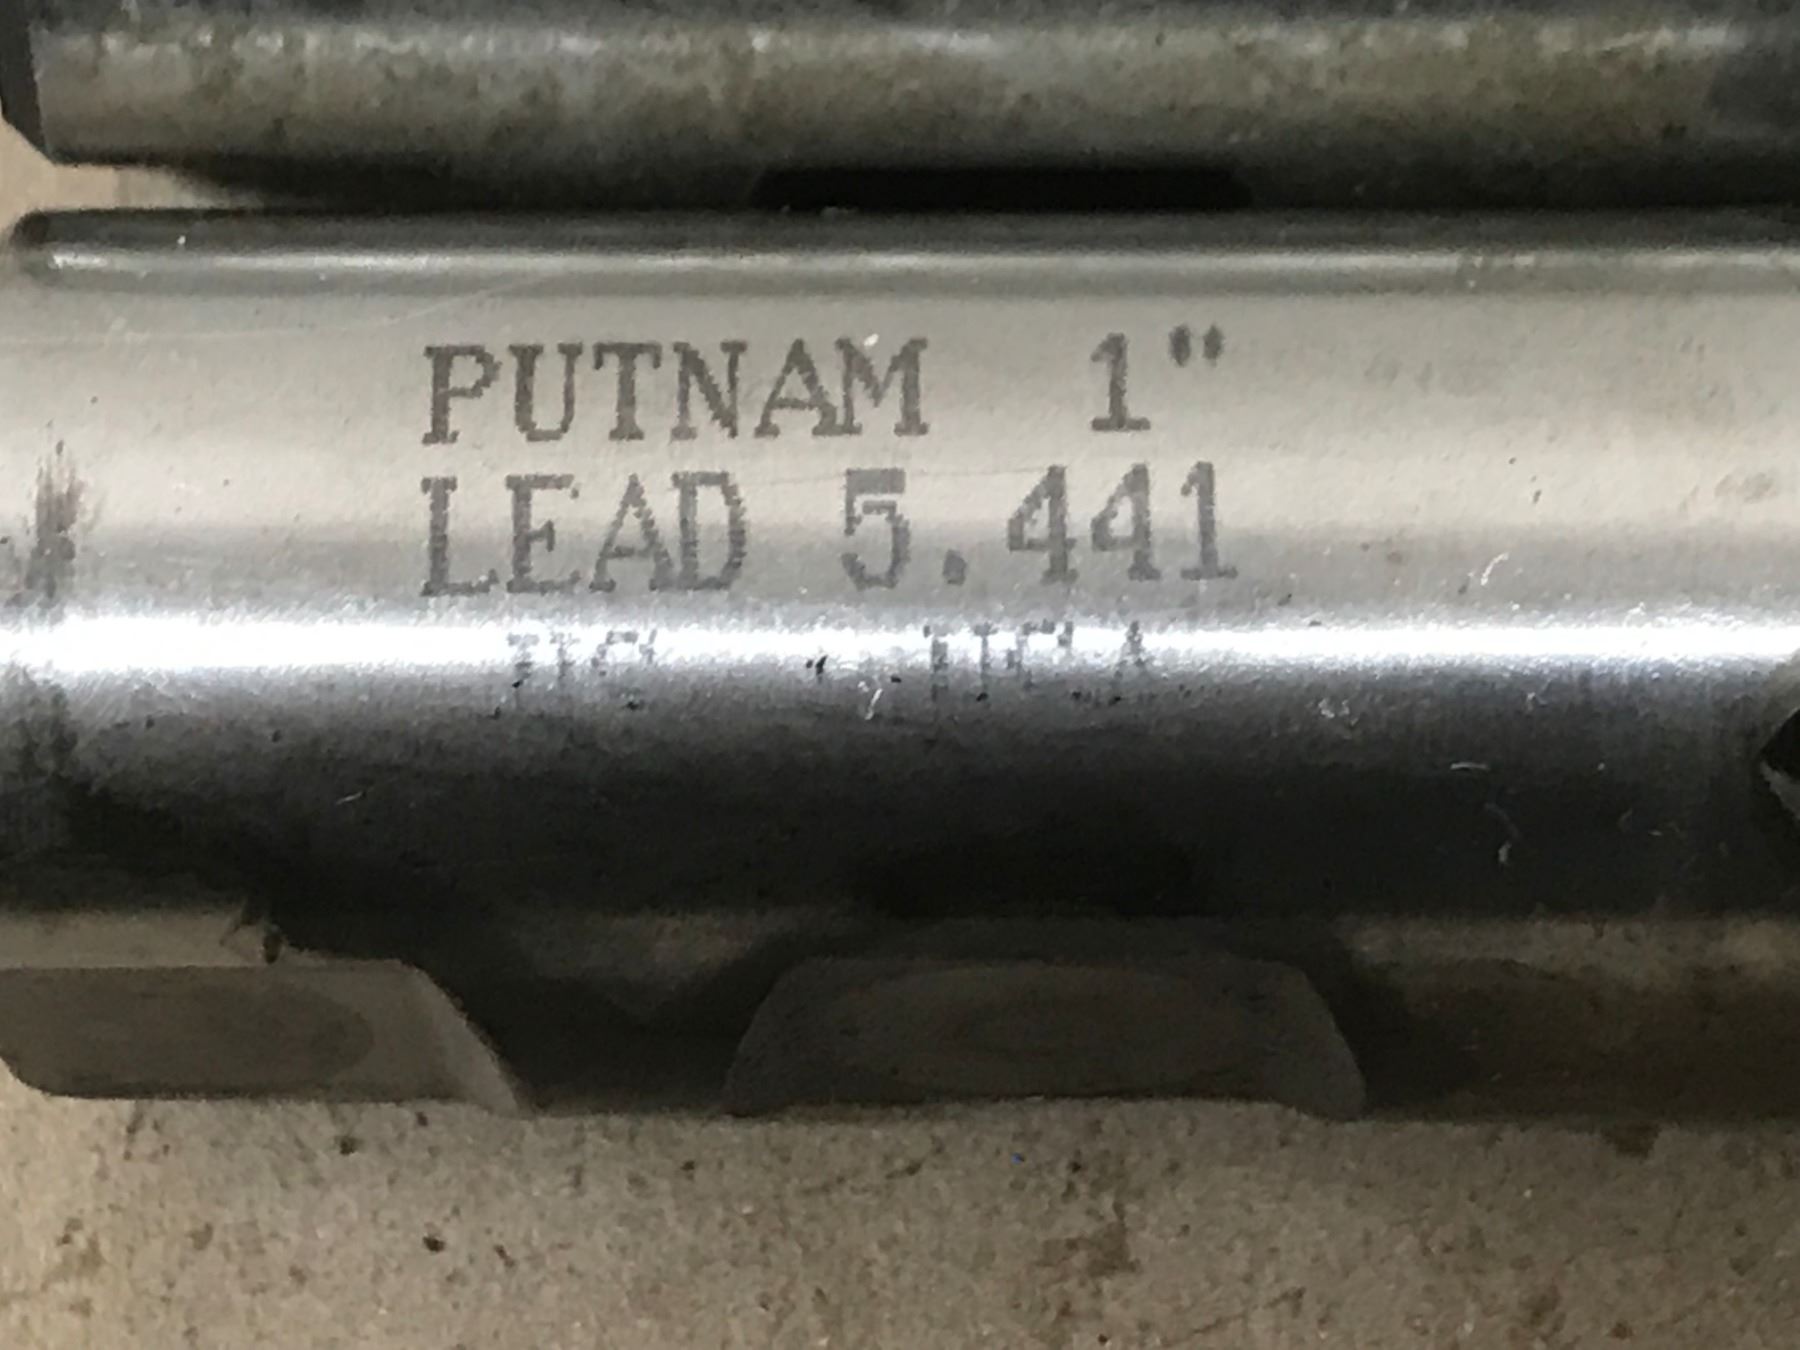 PUTNAM 1"
LEAD 5.441